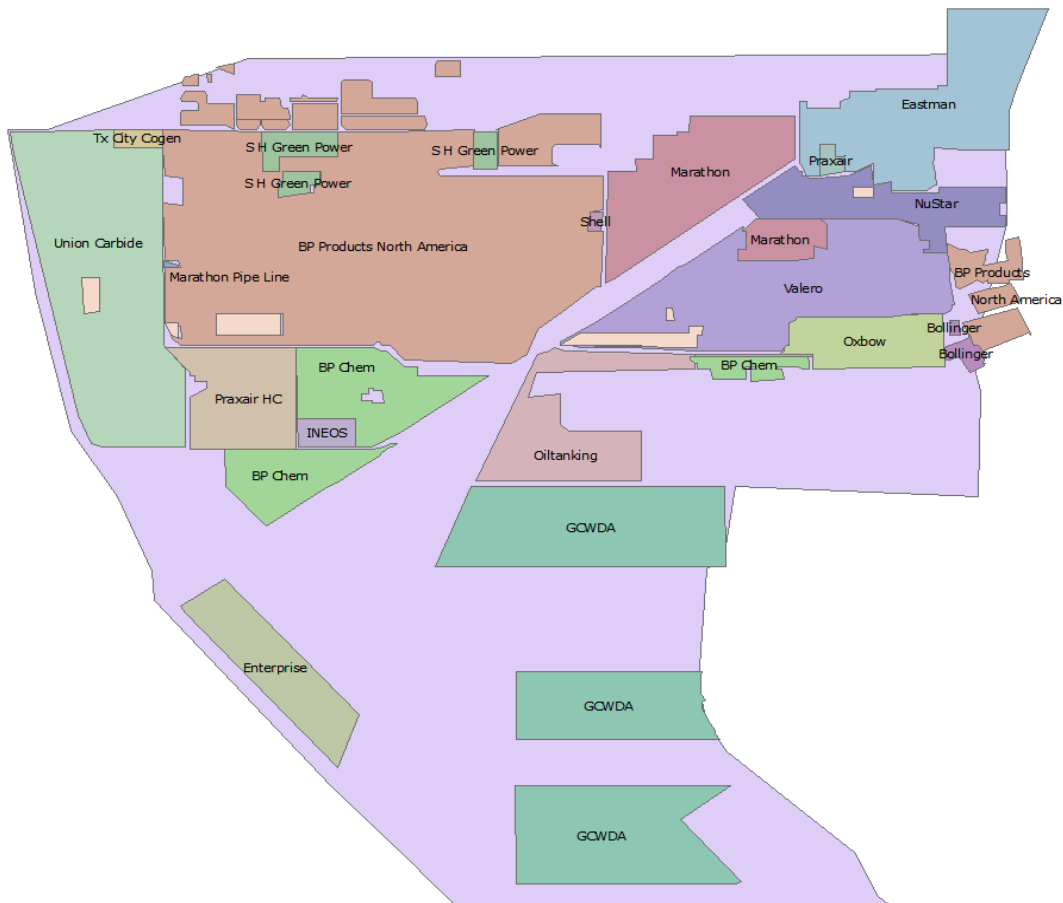 Eastman
Tx City Cogen
S H Green Power
S H Green Power
Praxair
Marathon
S H Green Power
NuStar
Shell
Marathon
Union Carbide
BP Products North America
BP Products
Marathon Pipe Line
Valero
North America
Bollinger
Oxbow
Bollinger
BP Chem
BP Chem
Praxair HC
INEOS
Oiltanking
BP Chem
GCWDA
Enterprise
GCWDA
GCWDA